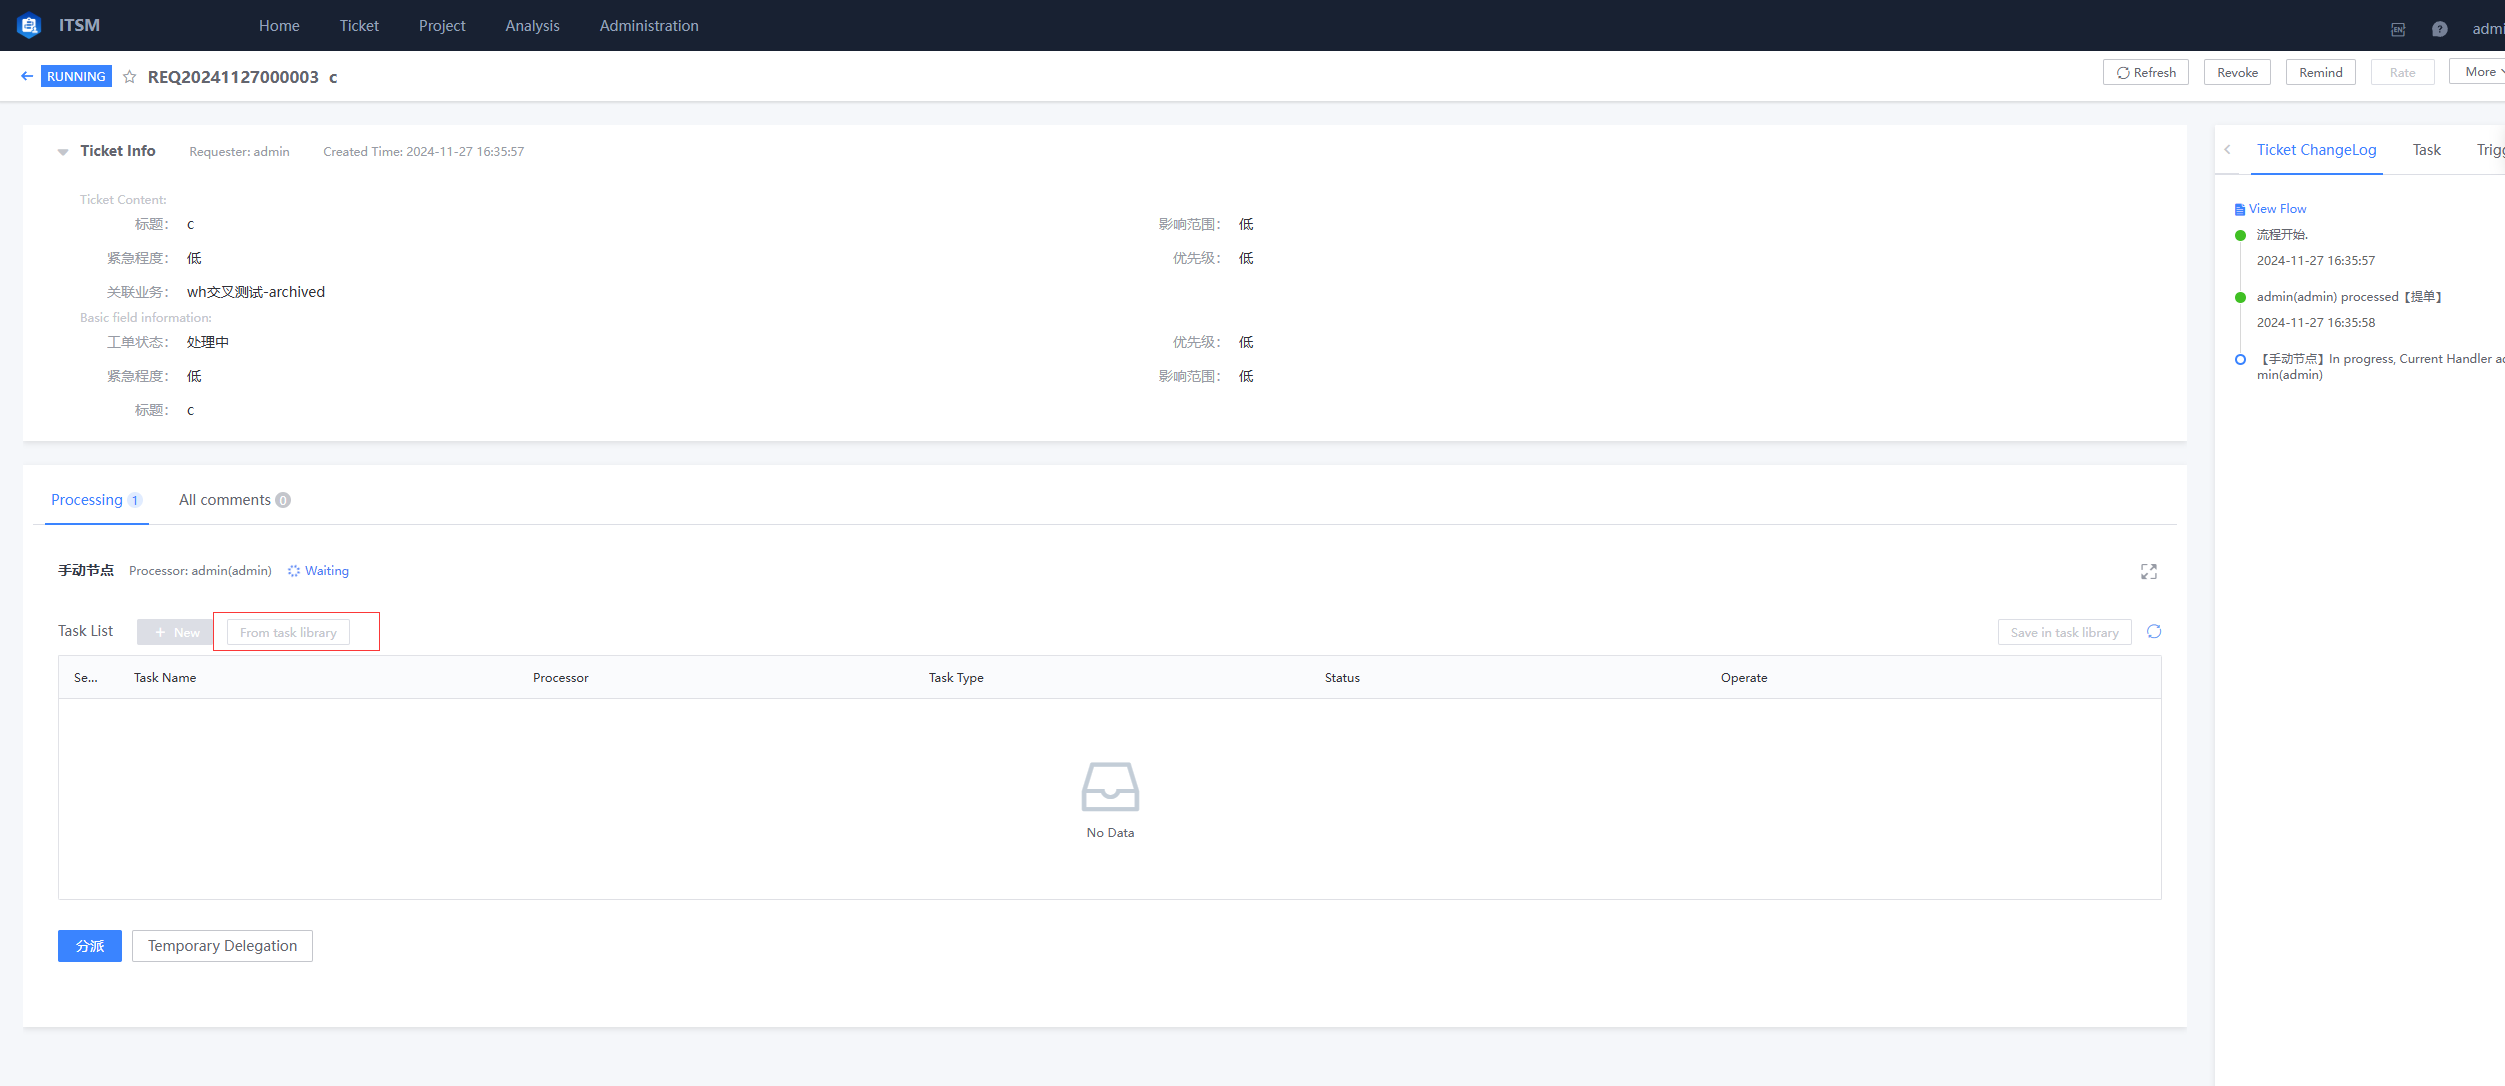 ITSM Home Ticket Project Analysis Administration EN ? admi
RUNNING REQ20241127000003 c Refresh Revoke Remind Rate More
Ticket Info Requester: admin Created Time: 2024-11-27 16:35:57
Ticket Content:
标题： c 影响范围： 低
紧急程度： 低 优先级： 低
关联业务： wh交叉测试-archived
Basic field information:
工单状态： 处理中 优先级： 低
紧急程度： 低 影响范围： 低
标题： c
Processing 1 All comments 0
手动节点 Processor: admin(admin) Waiting
Task List + New From task library Save in task library
Se... Task Name Processor Task Type Status Operate
No Data
分派 Temporary Delegation
Ticket ChangeLog Task Trigg
View Flow
流程开始.
2024-11-27 16:35:57
admin(admin) processed【提单】
2024-11-27 16:35:58
【手动节点】In progress, Current Handler ad
min(admin)